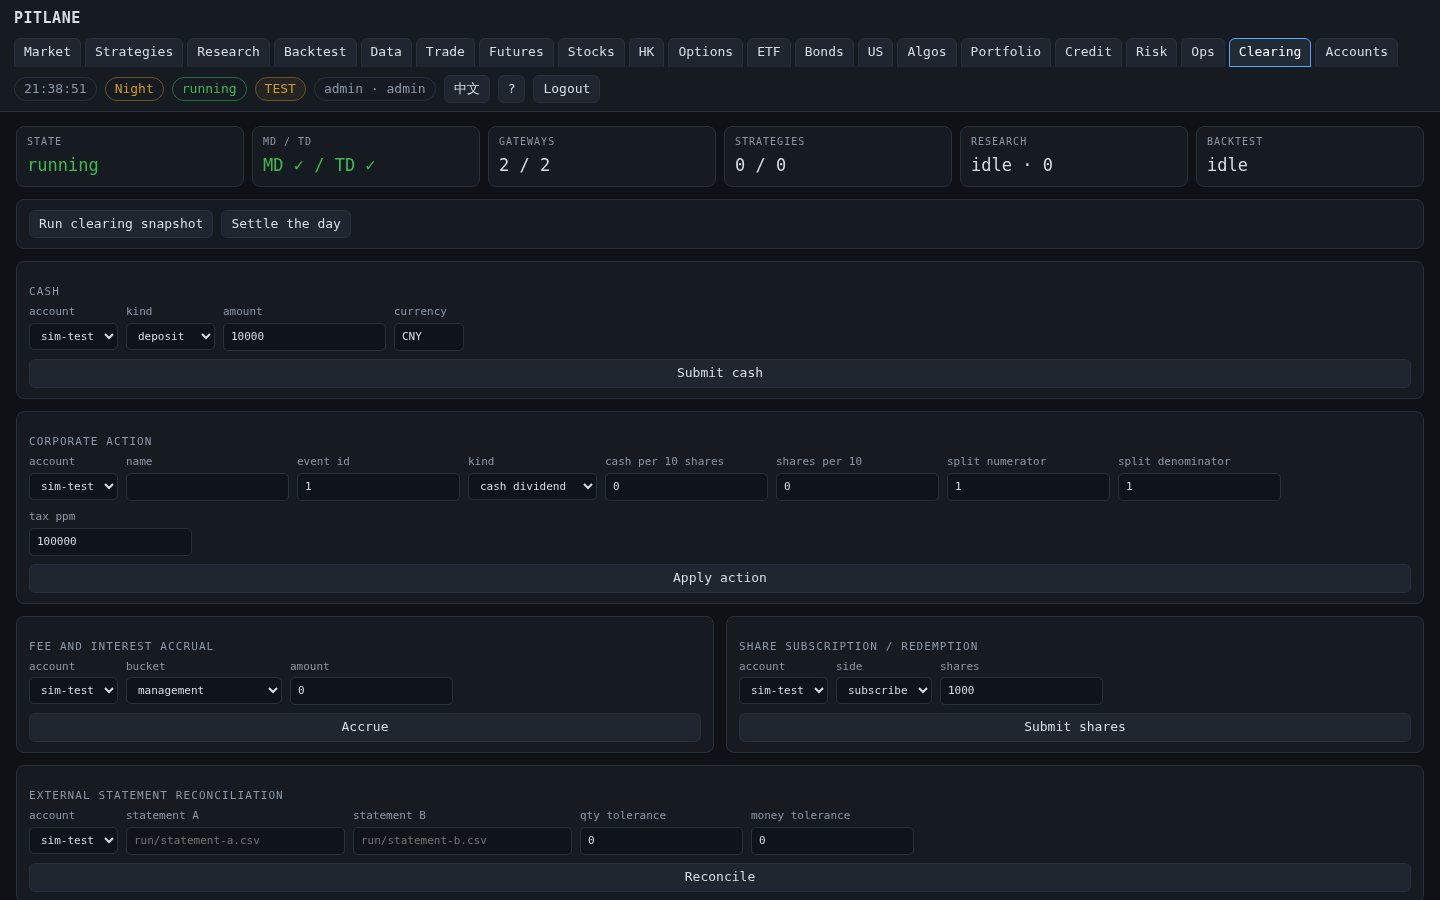 PITLANE
Market Strategies Research Backtest Data Trade Futures Stocks HK Options ETF Bonds US Algos Portfolio Credit Risk Ops Clearing Accounts
21:38:51 Night running TEST admin · admin 中文 ? Logout
STATE MD / TD GATEWAYS STRATEGIES RESEARCH BACKTEST
running MD ✓ / TD ✓ 2 / 2 0 / 0 idle · 0 idle
Run clearing snapshot Settle the day
CASH
account kind amount currency
sim-test deposit 10000 CNY
Submit cash
CORPORATE ACTION
account name event id kind cash per 10 shares shares per 10 split numerator split denominator
sim-test 1 cash dividend 0 0 1 1
tax ppm
100000
Apply action
FEE AND INTEREST ACCRUAL
account bucket amount
sim-test management 0
Accrue
SHARE SUBSCRIPTION / REDEMPTION
account side shares
sim-test subscribe 1000
Submit shares
EXTERNAL STATEMENT RECONCILIATION
account statement A statement B qty tolerance money tolerance
sim-test run/statement-a.csv run/statement-b.csv 0 0
Reconcile